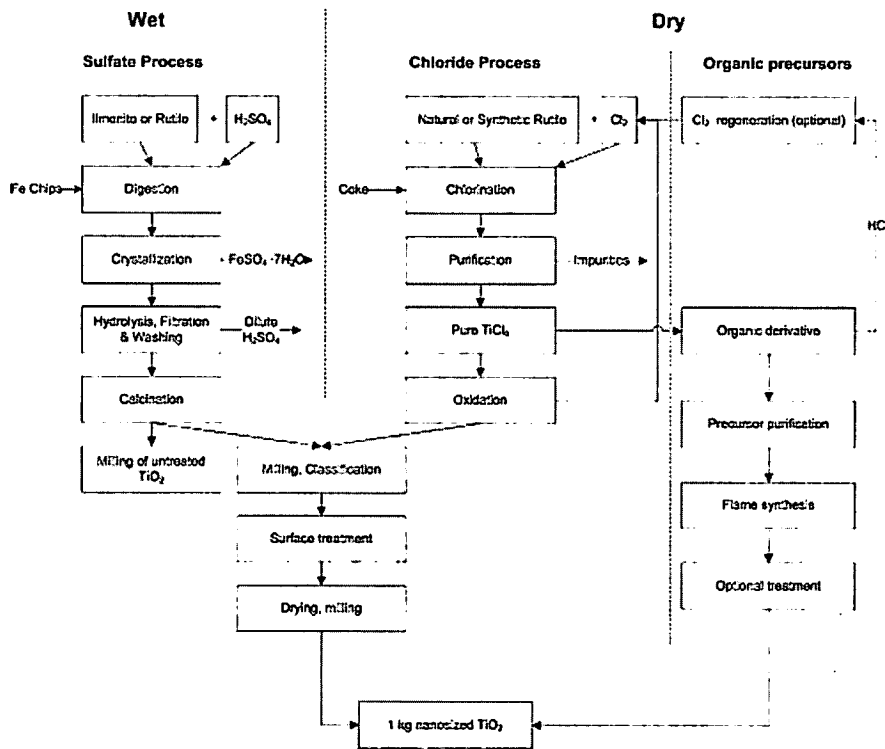 Wet
Dry
Sulfate Process
Chloride Process
Organic precursors
Ilmenite or Rutile + H₂SO₄
Natural or Synthetic Rutile + Cl₂
Cl₂ regeneration (optional)
Fe Chips
Digestion
Coke
Chlorination
HCl
Crystallization
FeSO₄ ·7H₂O
Purification
Impurities
Hydrolysis, Filtration
& Washing
Dilute
H₂SO₄
Pure TiCl₄
Organic derivative
Calcination
Oxidation
Precursor purification
Milling of untreated
TiO₂
Milling, Classification
Flame synthesis
Surface treatment
Optional treatment
Drying, milling
1 kg nanosized TiO₂